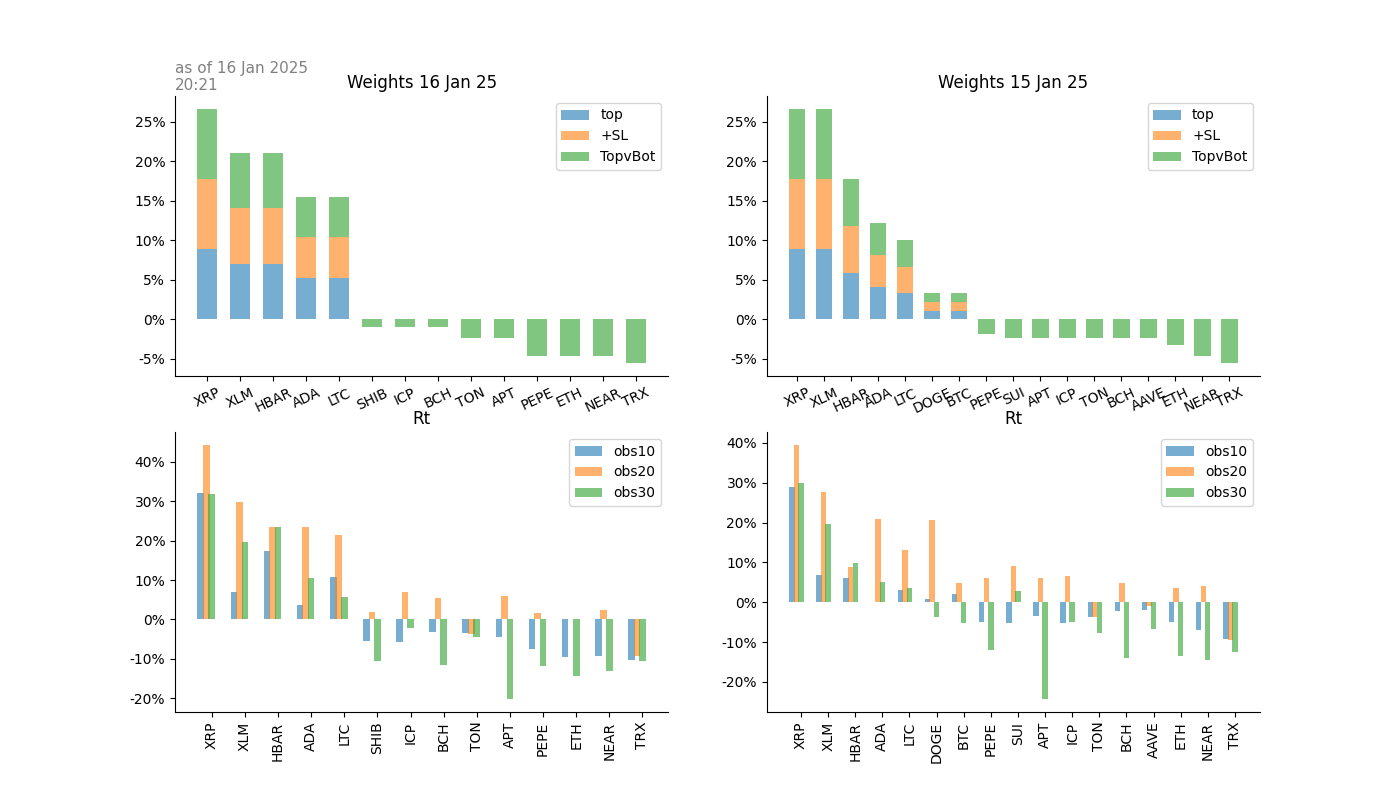 as of 16 Jan 2025
20:21
Weights 16 Jan 25
25%
20%
15%
10%
5%
0%
-5%
top
+SL
TopvBot
XRP XLM HBAR ADA LTC SHIB ICP BCH TON APT PEPE ETH NEAR TRX
Weights 15 Jan 25
25%
20%
15%
10%
5%
0%
-5%
top
+SL
TopvBot
XRP XLM HBAR ADA LTC DOGE BTC PEPE SUI APT ICP TON BCH AAVE ETH NEAR TRX
Rt
40%
30%
20%
10%
0%
-10%
-20%
obs10
obs20
obs30
XRP XLM HBAR ADA LTC SHIB ICP BCH TON APT PEPE ETH NEAR TRX
Rt
40%
30%
20%
10%
0%
-10%
-20%
obs10
obs20
obs30
XRP XLM HBAR ADA LTC DOGE BTC PEPE SUI APT ICP TON BCH AAVE ETH NEAR TRX